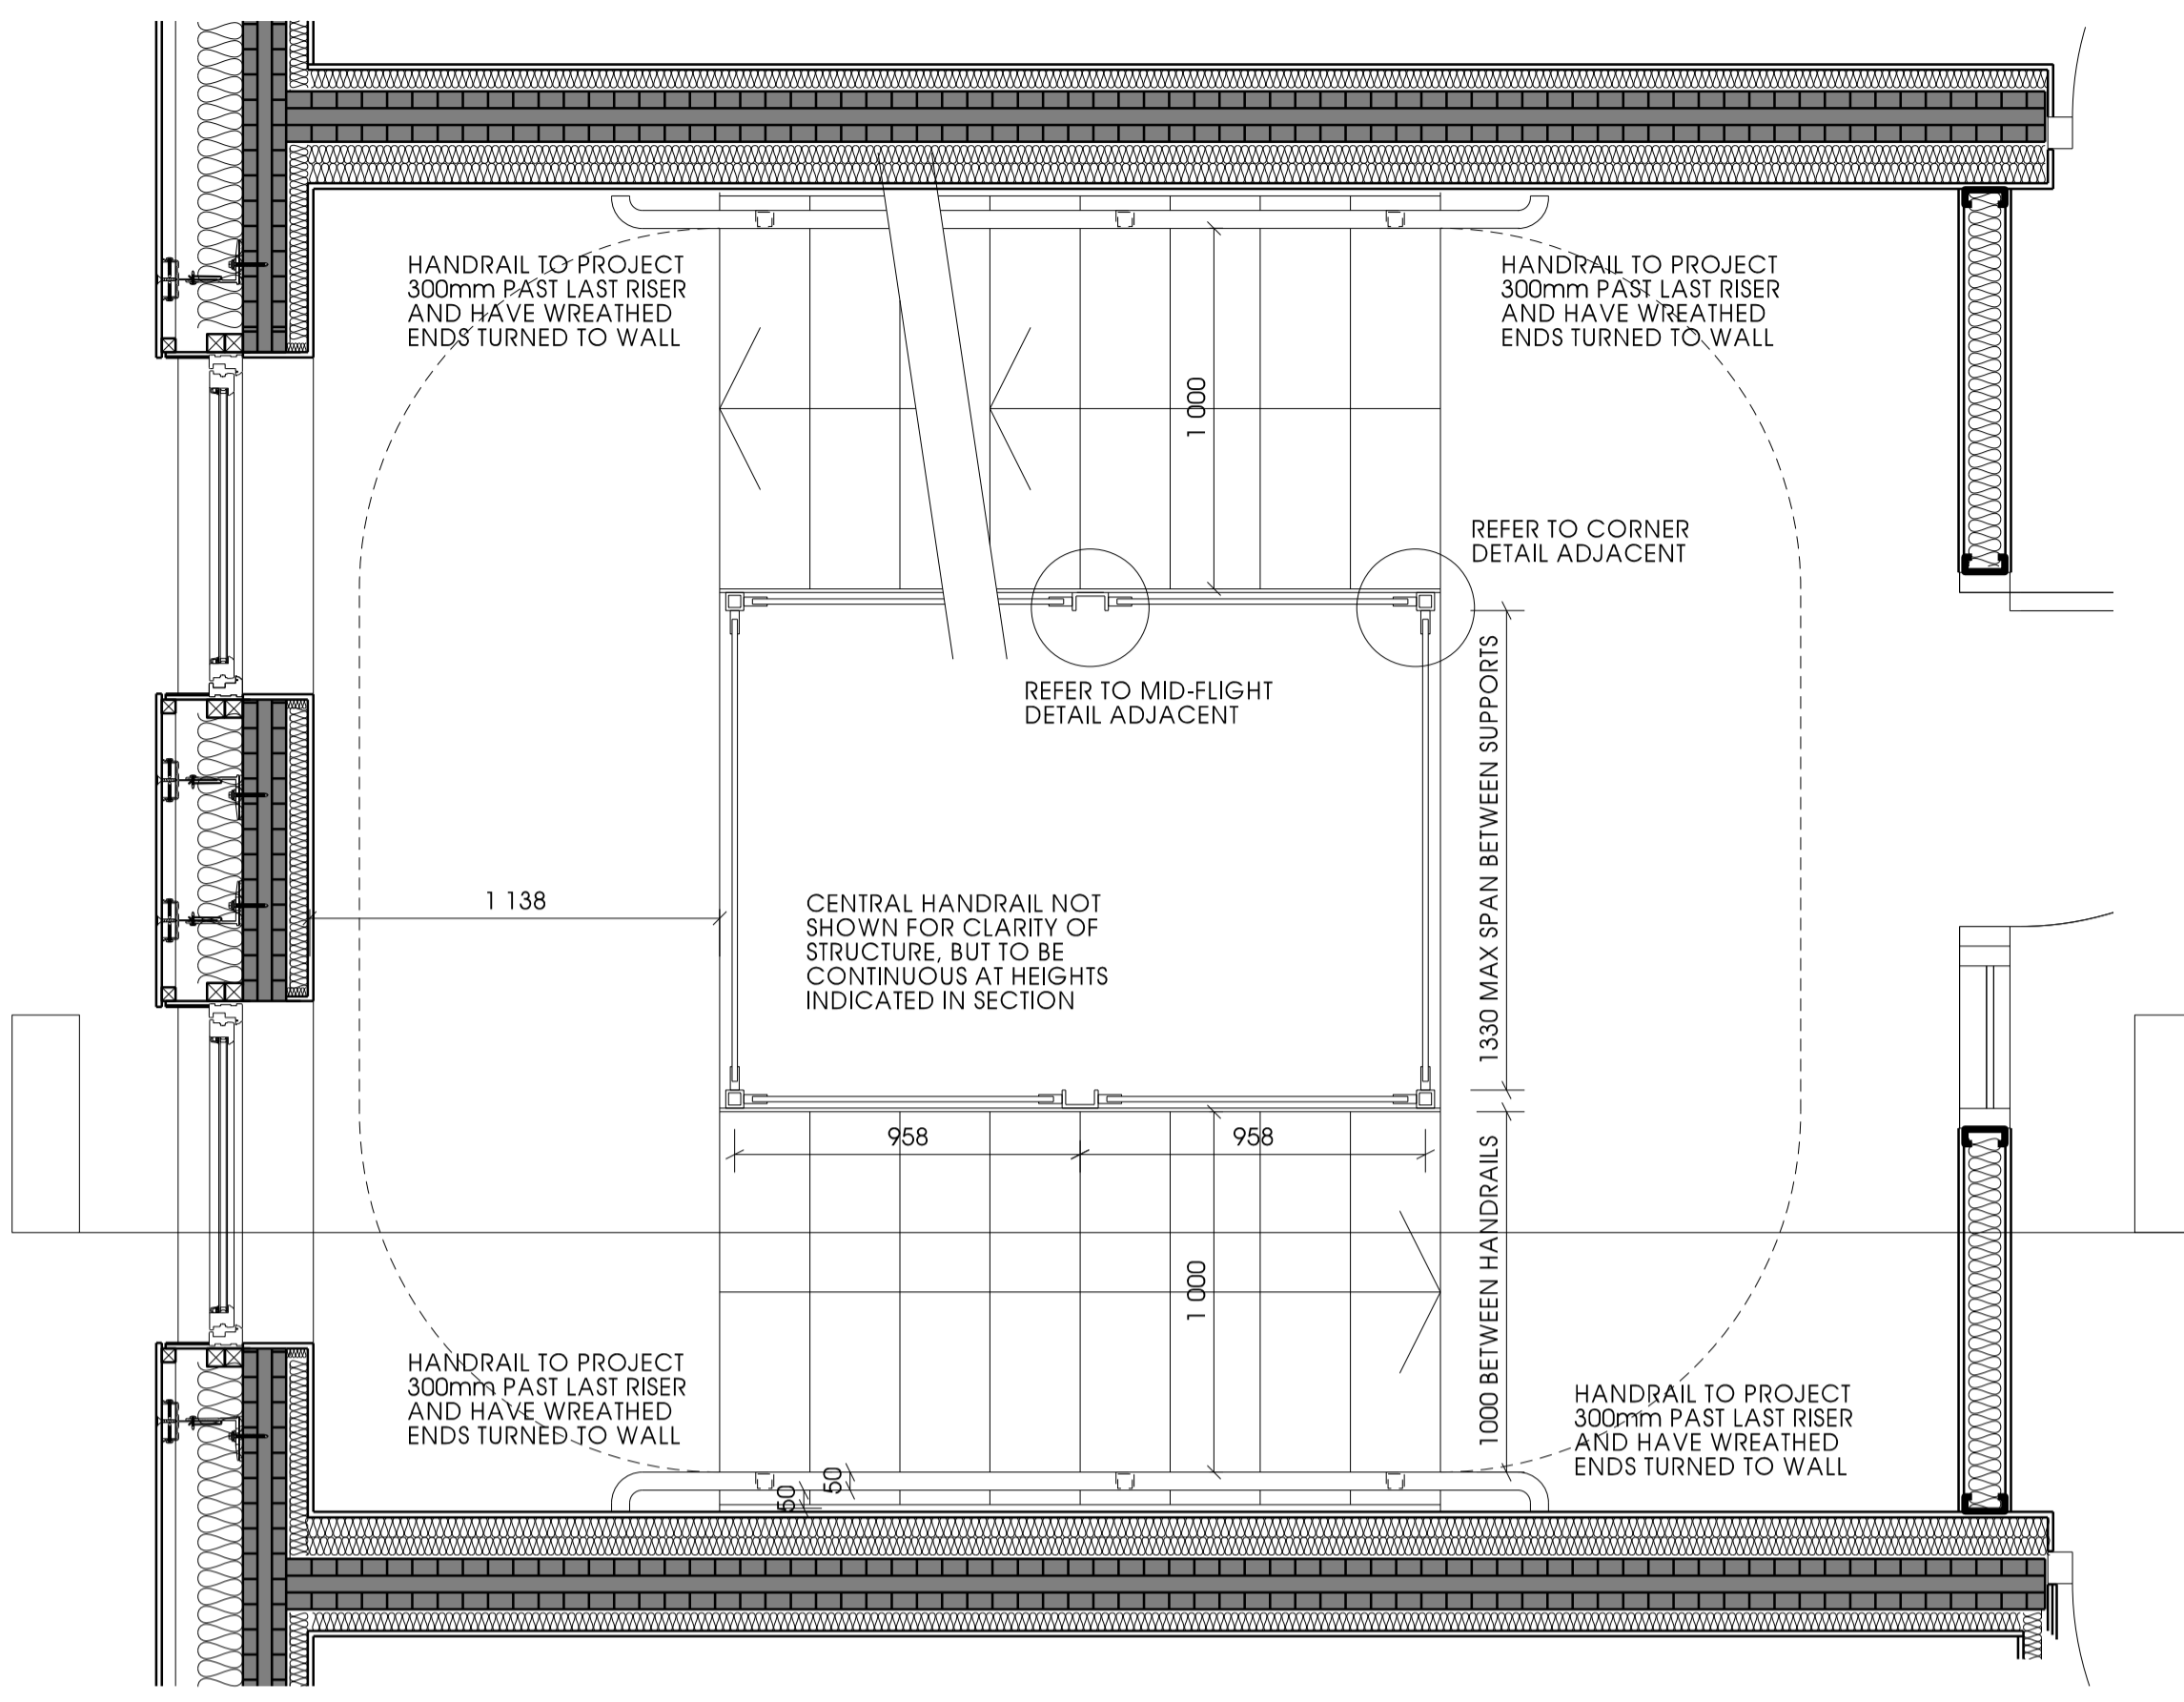 HANDRAIL TO PROJECT
300mm PAST LAST RISER
AND HAVE WREATHED
ENDS TURNED TO WALL
HANDRAIL TO PROJECT
300mm PAST LAST RISER
AND HAVE WREATHED
ENDS TURNED TO WALL
1 000
REFER TO CORNER
DETAIL ADJACENT
REFER TO MID-FLIGHT
DETAIL ADJACENT
1330 MAX SPAN BETWEEN SUPPORTS
1 138
CENTRAL HANDRAIL NOT
SHOWN FOR CLARITY OF
STRUCTURE, BUT TO BE
CONTINUOUS AT HEIGHTS
INDICATED IN SECTION
958
958
1 000
1000 BETWEEN HANDRAILS
HANDRAIL TO PROJECT
300mm PAST LAST RISER
AND HAVE WREATHED
ENDS TURNED TO WALL
HANDRAIL TO PROJECT
300mm PAST LAST RISER
AND HAVE WREATHED
ENDS TURNED TO WALL
50
50